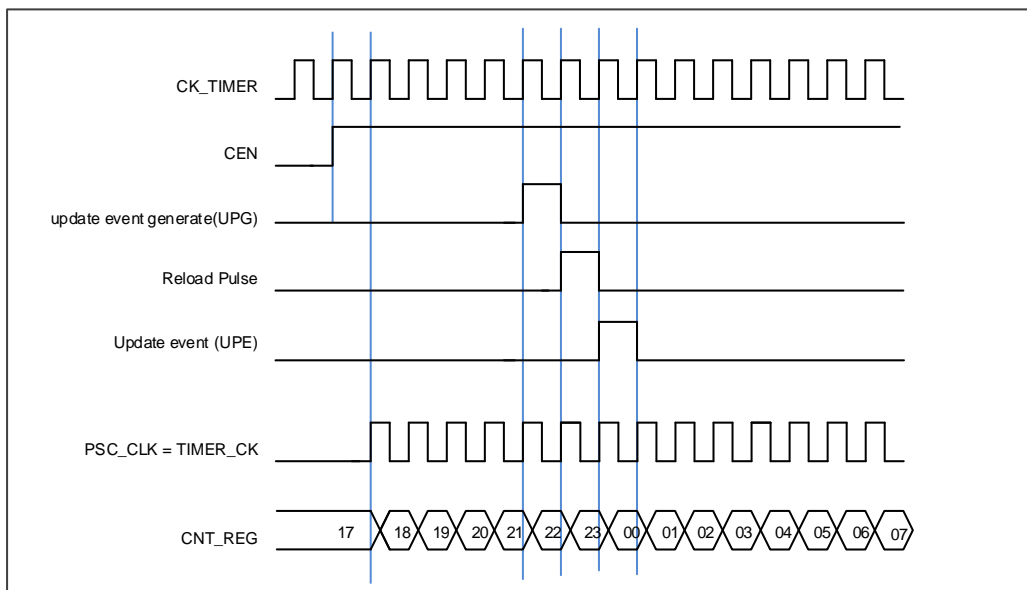 CK_TIMER
CEN
update event generate(UPG)
Reload Pulse
Update event (UPE)
PSC_CLK = TIMER_CK
CNT_REG 17 18 19 20 21 22 23 00 01 02 03 04 05 06 07